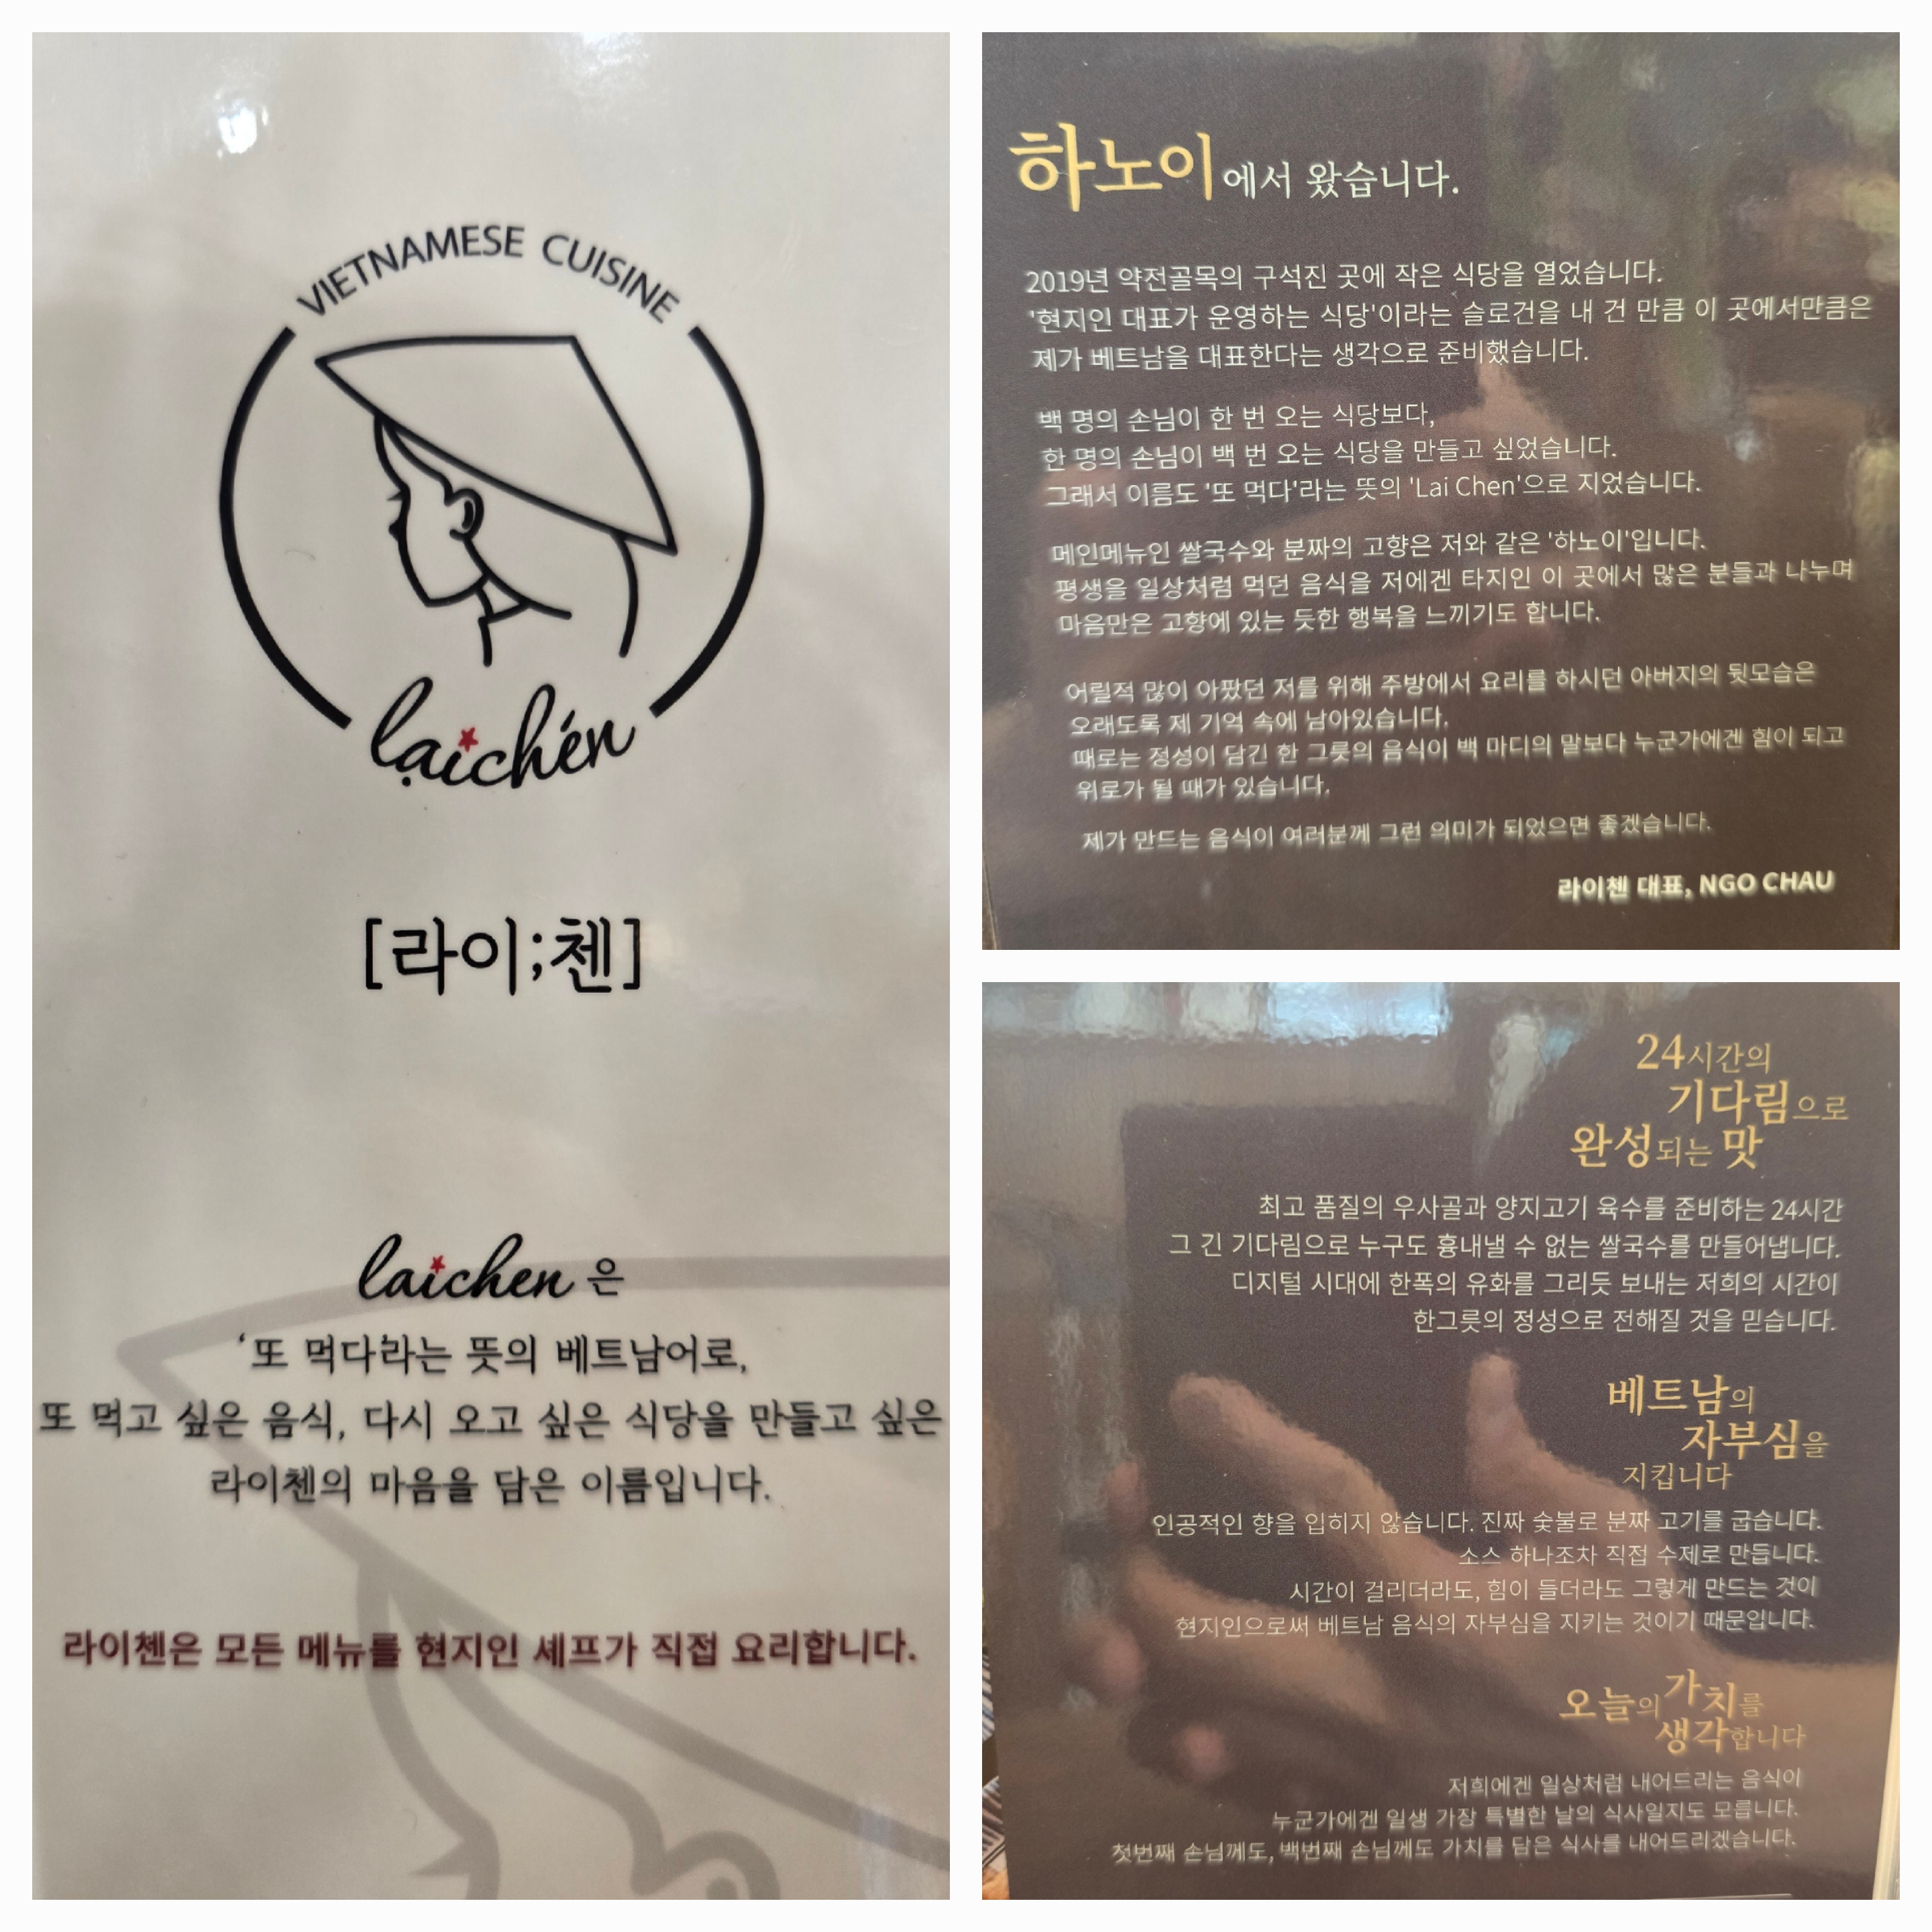 VIETNAMESE CUISINE
lạichén
[라이;첸]
laichen은
'또 먹다'라는 뜻의 베트남어로,
또 먹고 싶은 음식, 다시 오고 싶은 식당을 만들고 싶은
라이첸의 마음을 담은 이름입니다.
라이첸은 모든 메뉴를 현지인 셰프가 직접 요리합니다.
하노이에서 왔습니다.
2019년 약전골목의 구석진 곳에 작은 식당을 열었습니다.
'현지인 대표가 운영하는 식당'이라는 슬로건을 내 건 만큼 이 곳에서만큼은
제가 베트남을 대표한다는 생각으로 준비했습니다.
백 명의 손님이 한 번 오는 식당보다,
한 명의 손님이 백 번 오는 식당을 만들고 싶었습니다.
그래서 이름도 '또 먹다'라는 뜻의 'Lai Chen'으로 지었습니다.
메인메뉴인 쌀국수와 분짜의 고향은 저와 같은 '하노이'입니다.
평생을 일상처럼 먹던 음식을 저에겐 타지인 이 곳에서 많은 분들과 나누며
마음만은 고향에 있는 듯한 행복을 느끼기도 합니다.
어릴적 많이 아팠던 저를 위해 주방에서 요리를 하시던 아버지의 뒷모습은
오래도록 제 기억 속에 남아있습니다.
때로는 정성이 담긴 한 그릇의 음식이 백 마디의 말보다 누군가에겐 힘이 되고
위로가 될 때가 있습니다.
제가 만드는 음식이 여러분께 그런 의미가 되었으면 좋겠습니다.
라이첸 대표, NGO CHAU
24시간의
기다림으로
완성되는 맛
최고 품질의 우사골과 양지고기 육수를 준비하는 24시간
그 긴 기다림으로 누구도 흉내낼 수 없는 쌀국수를 만들어냅니다.
디지털 시대에 한폭의 유화를 그리듯 보내는 저희의 시간이
한그릇의 정성으로 전해질 것을 믿습니다.
베트남의
자부심을
지킵니다
인공적인 향을 입히지 않습니다. 진짜 숯불로 분짜 고기를 굽습니다.
소스 하나조차 직접 수제로 만듭니다.
시간이 걸리더라도, 힘이 들더라도 그렇게 만드는 것이
현지인으로써 베트남 음식의 자부심을 지키는 것이기 때문입니다.
오늘의 가치를
생각합니다
저희에겐 일상처럼 내어드리는 음식이
누군가에겐 일생 가장 특별한 날의 식사일지도 모릅니다.
첫번째 손님께도, 백번째 손님께도 가치를 담은 식사를 내어드리겠습니다.